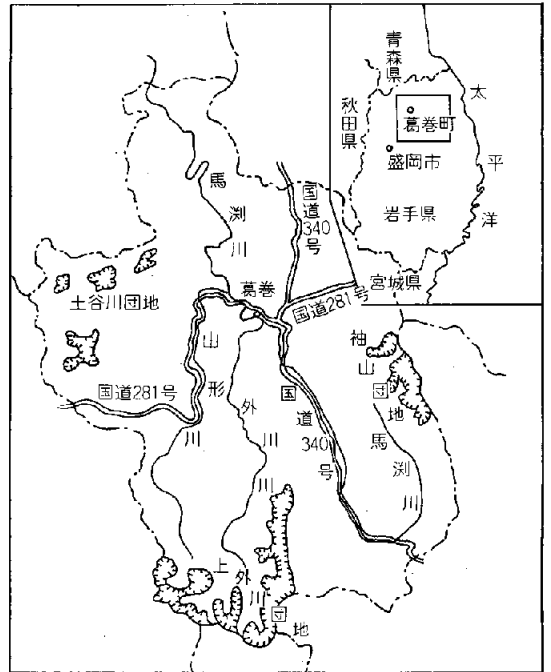 青森県
秋田県
太平洋
葛巻町
盛岡市
岩手県
宮城県
馬渕川
国道340号
葛巻
国道281号
土谷川団地
国道281号
山形川
外川川
国道340号
袖山団地
馬渕川
上外川団地